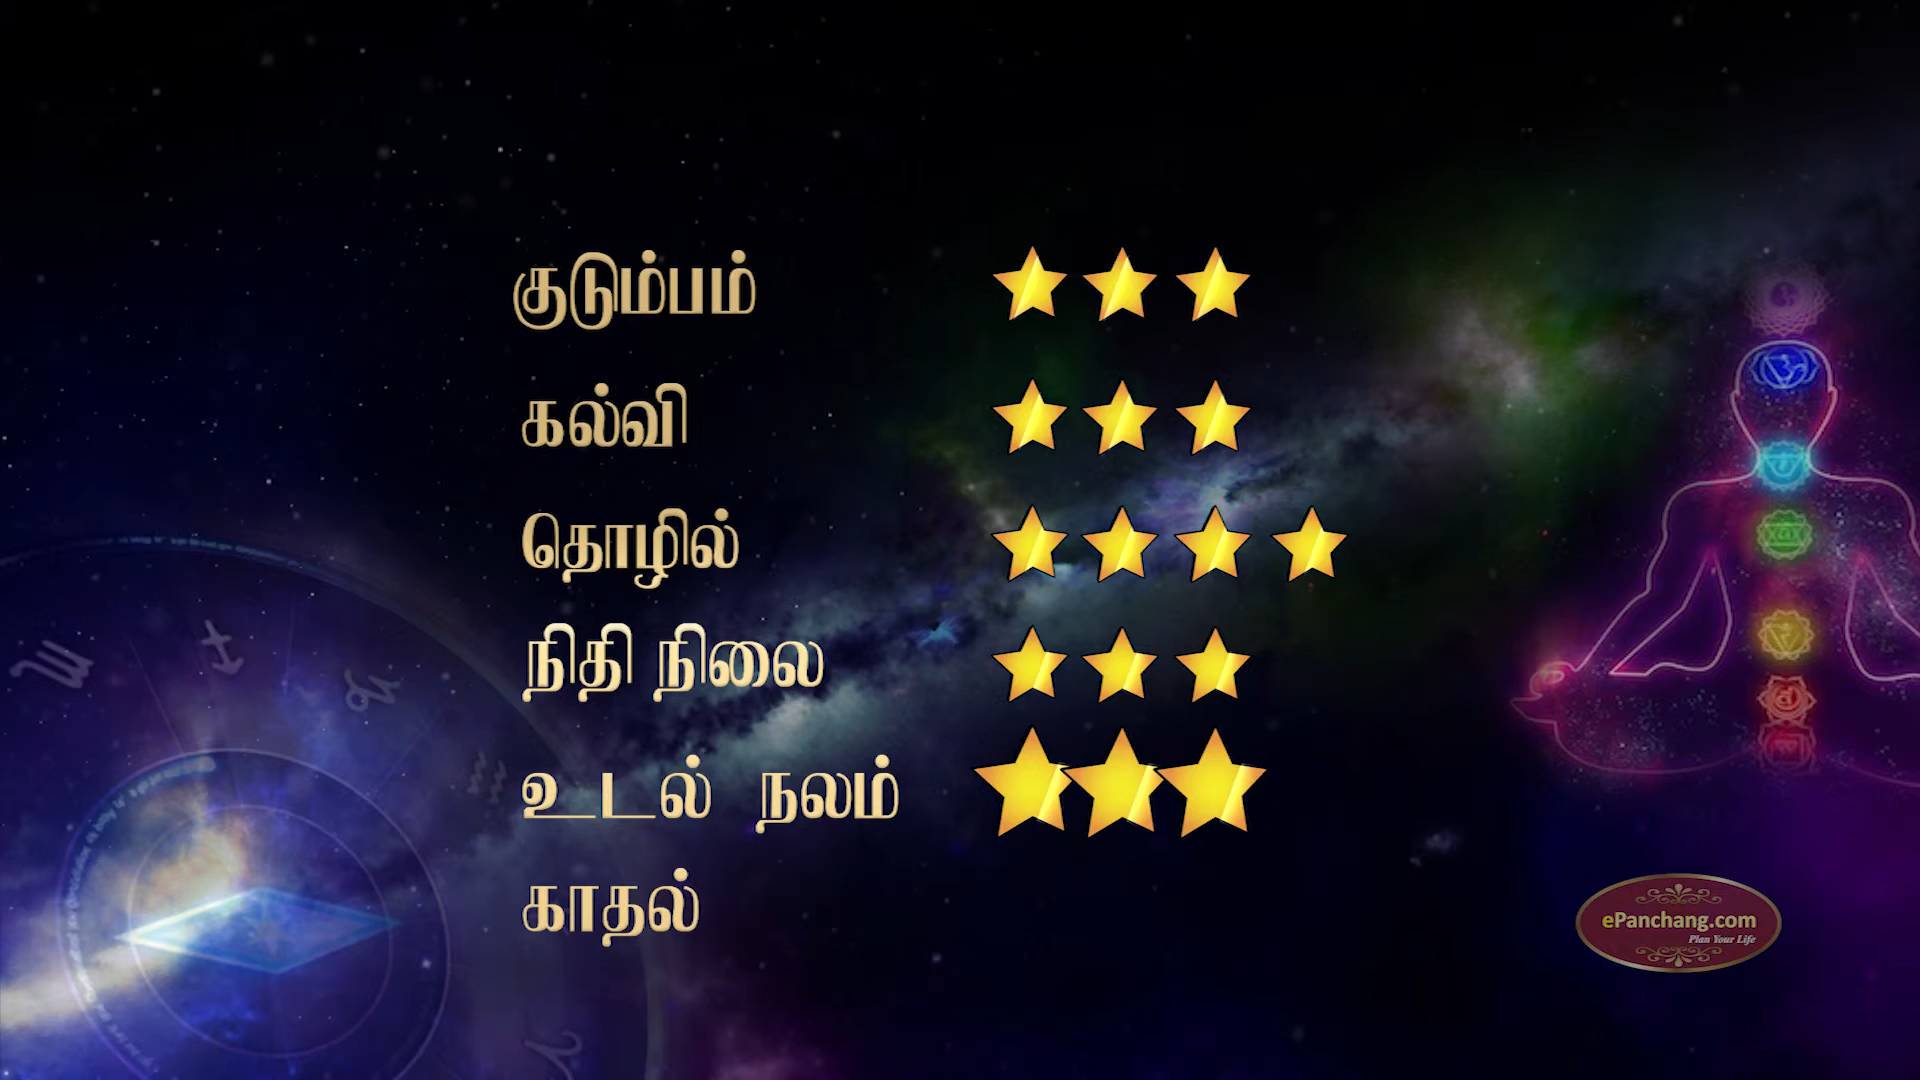 குடும்பம்
கல்வி
தொழில்
நிதி நிலை
உடல் நலம்
காதல்
ePanchang.com
Plan Your Life